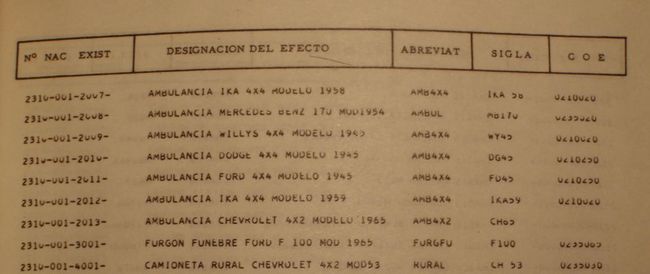 Nº NAC EXIST DESIGNACION DEL EFECTO ABREVIAT SIGLA C O E
2310-001-2007- AMBULANCIA IKA 4X4 MODELO 1958 AMB4X4 IKA 58 0210020
2310-001-2008- AMBULANCIA MERCEDES BENZ 170 MOD1954 AMBUL MB170 0235020
2310-001-2009- AMBULANCIA WILLYS 4X4 MODELO 1945 AMB4X4 WY45 0210020
2310-001-2010- AMBULANCIA DODGE 4X4 MODELO 1945 AMB4X4 DG45 0210250
2310-001-2011- AMBULANCIA FORD 4X4 MODELO 1945 AMB4X4 FD45 0210250
2310-001-2012- AMBULANCIA IKA 4X4 MODELO 1959 AMB4X4 IKA59 0210020
2310-001-2013- AMBULANCIA CHEVROLET 4X2 MODELO 1965 AMB4X2 CH65
2310-001-3001- FURGON FUNEBRE FORD F 100 MOD 1965 FURGFU F100
2310-001-4001- CAMIONETA RURAL CHEVROLET 4X2 MOD53 RURAL CH 53 0235030